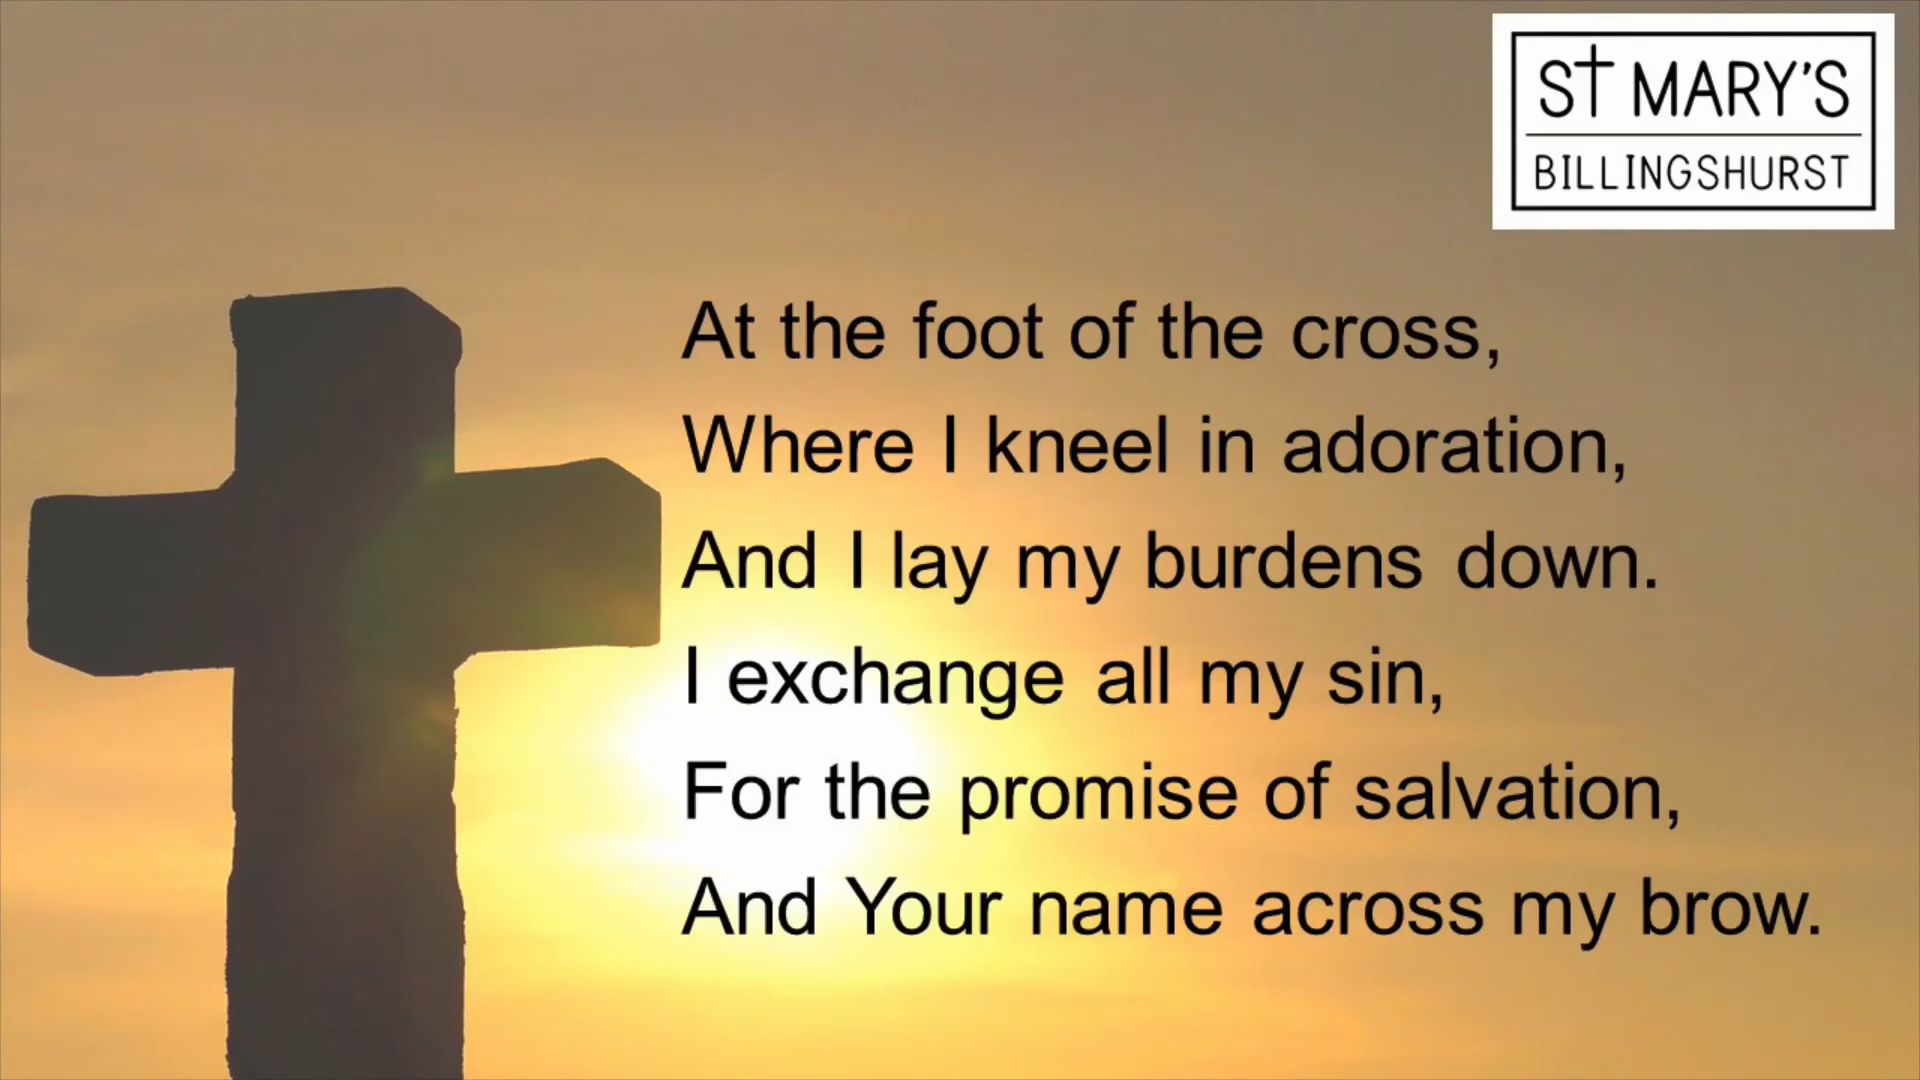 ST MARY'S
BILLINGSHURST
At the foot of the cross,
Where I kneel in adoration,
And I lay my burdens down.
I exchange all my sin,
For the promise of salvation,
And Your name across my brow.